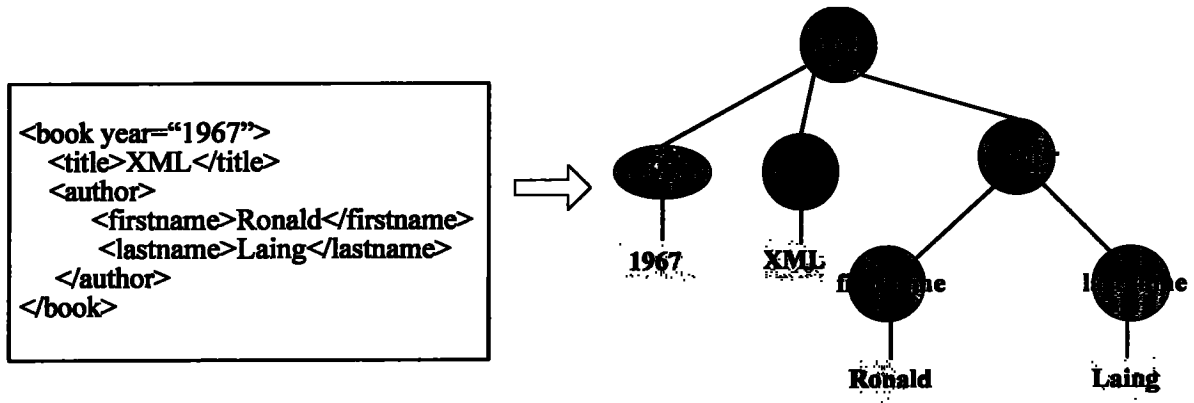 <book year=“1967”>
<title>XML</title>
<author>
<firstname>Ronald</firstname>
<lastname>Laing</lastname>
</author>
</book>
1967
XML
Ronald
Laing